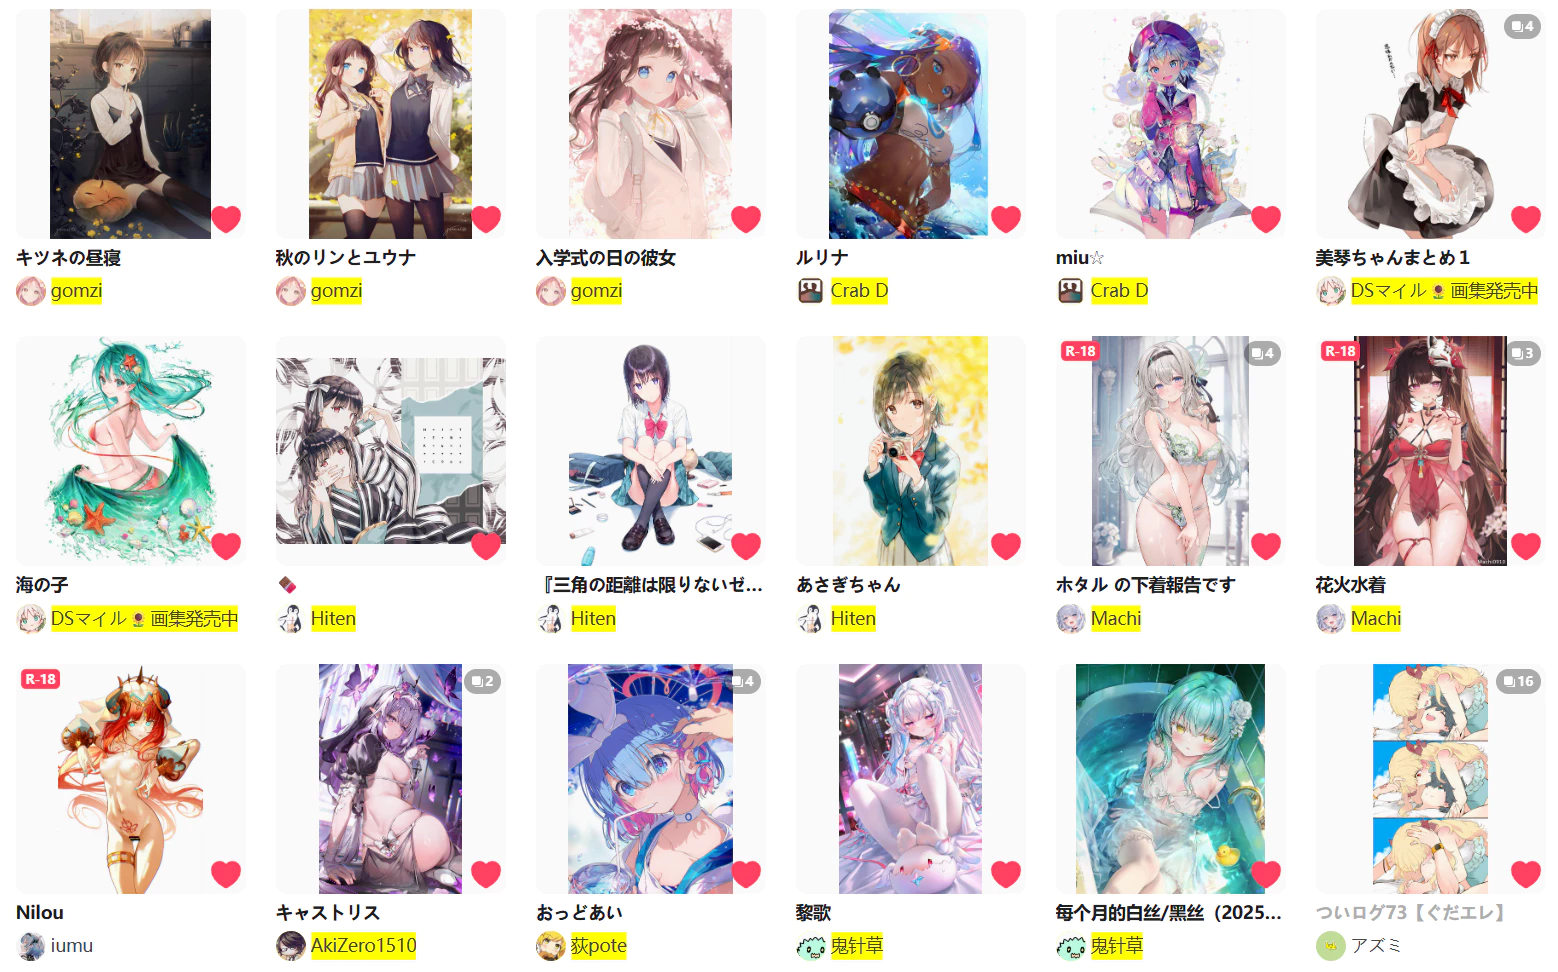 4
キツネの昼寝
秋のリンとユウナ
入学式の日の彼女
ルリナ
miu☆
美琴ちゃんまとめ１
gomzi
gomzi
gomzi
Crab D
Crab D
DSマイル🌻画集発売中
R-18
4
R-18
3
海の子
🍫
『三角の距離は限りないゼ...
あさぎちゃん
ホタル の下着報告です
花火水着
DSマイル🌻画集発売中
Hiten
Hiten
Hiten
Machi
Machi
R-18
2
4
16
Nilou
キャストリス
おっどあい
黎歌
每个月的白丝/黑丝（2025...
ついログ73【ぐだエレ】
iumu
AkiZero1510
荻pote
鬼针草
鬼针草
アズミ